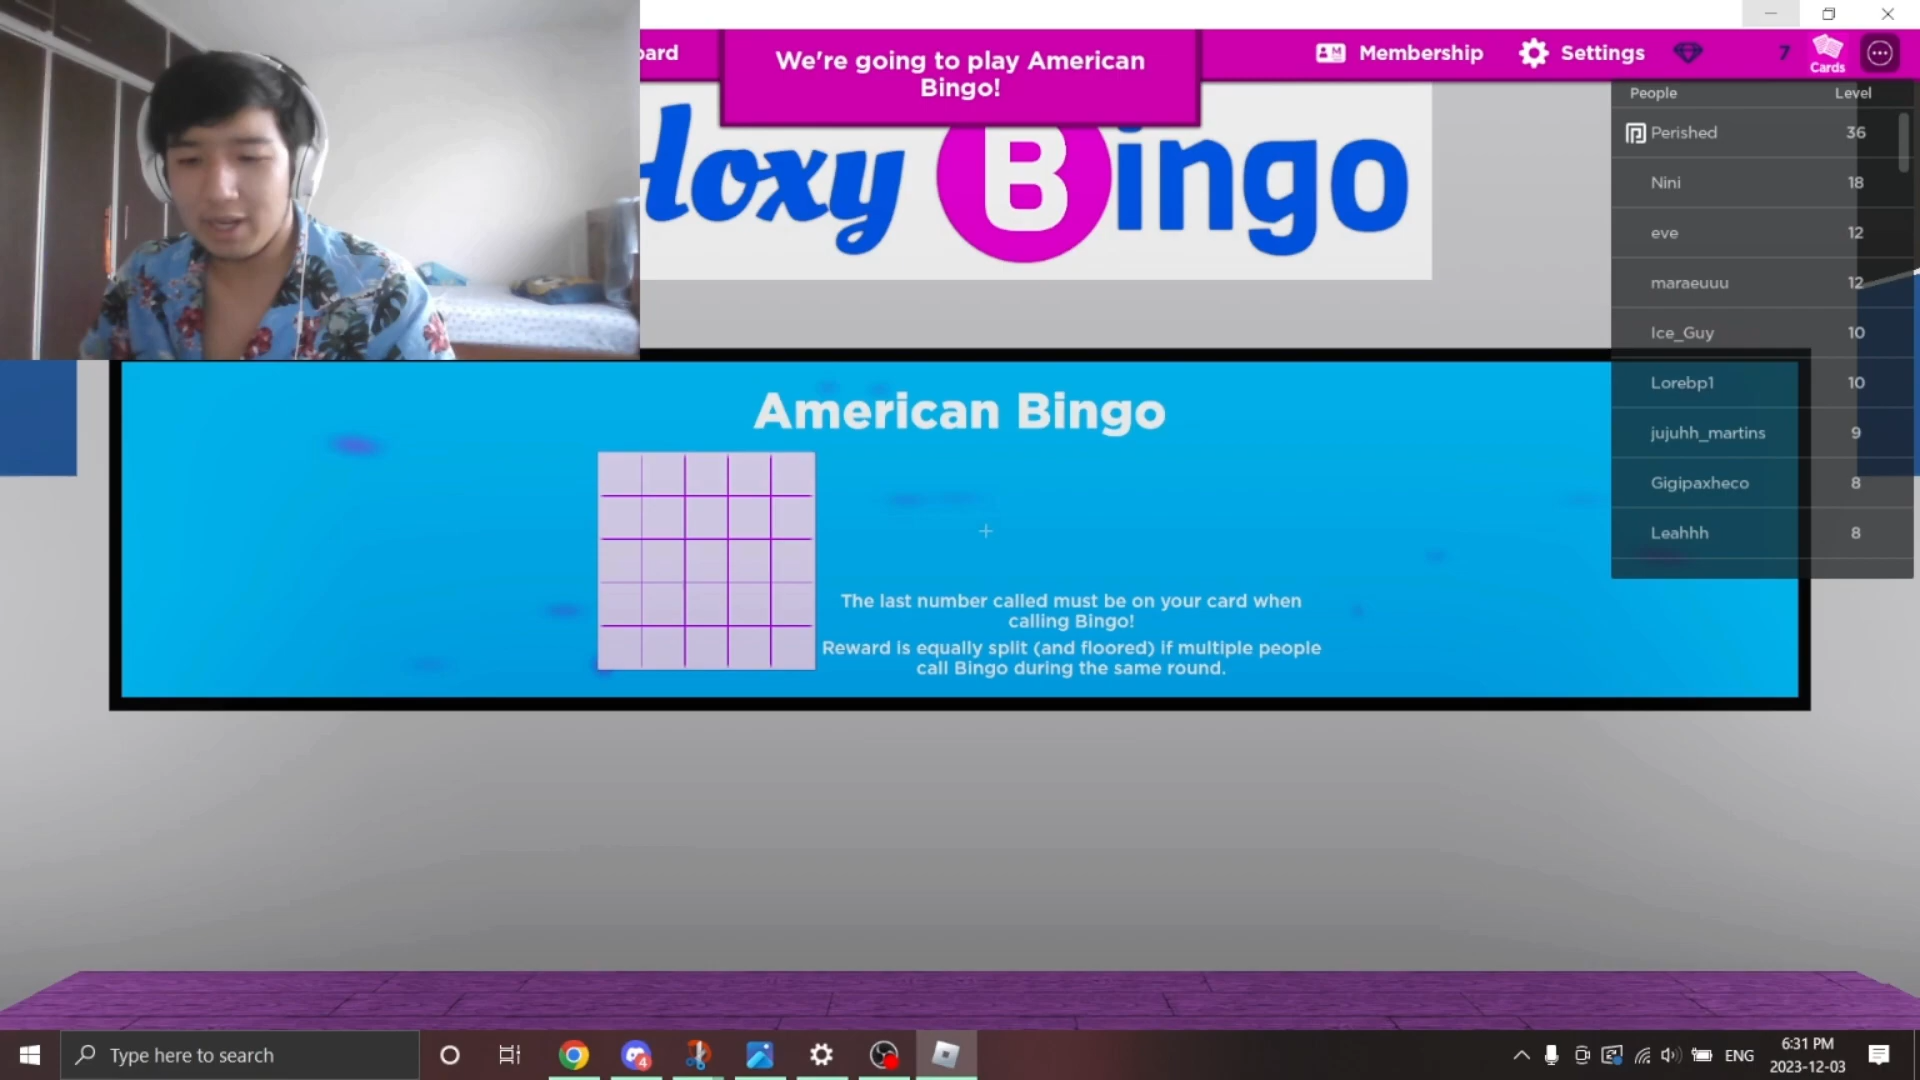 We're going to play American
Bingo!
Membership
Settings
7
Cards
Bingo
People Level
Perished 36
Nini 18
eve 12
maraeuuu 12
Ice_Guy 10
Lorebp1 10
jujuhh_martins 9
Gigipaxheco 8
Leahhh 8
American Bingo
The last number called must be on your card when
calling Bingo!
Reward is equally split (and floored) if multiple people
call Bingo during the same round.
Type here to search
4
ENG
6:31 PM
2023-12-03